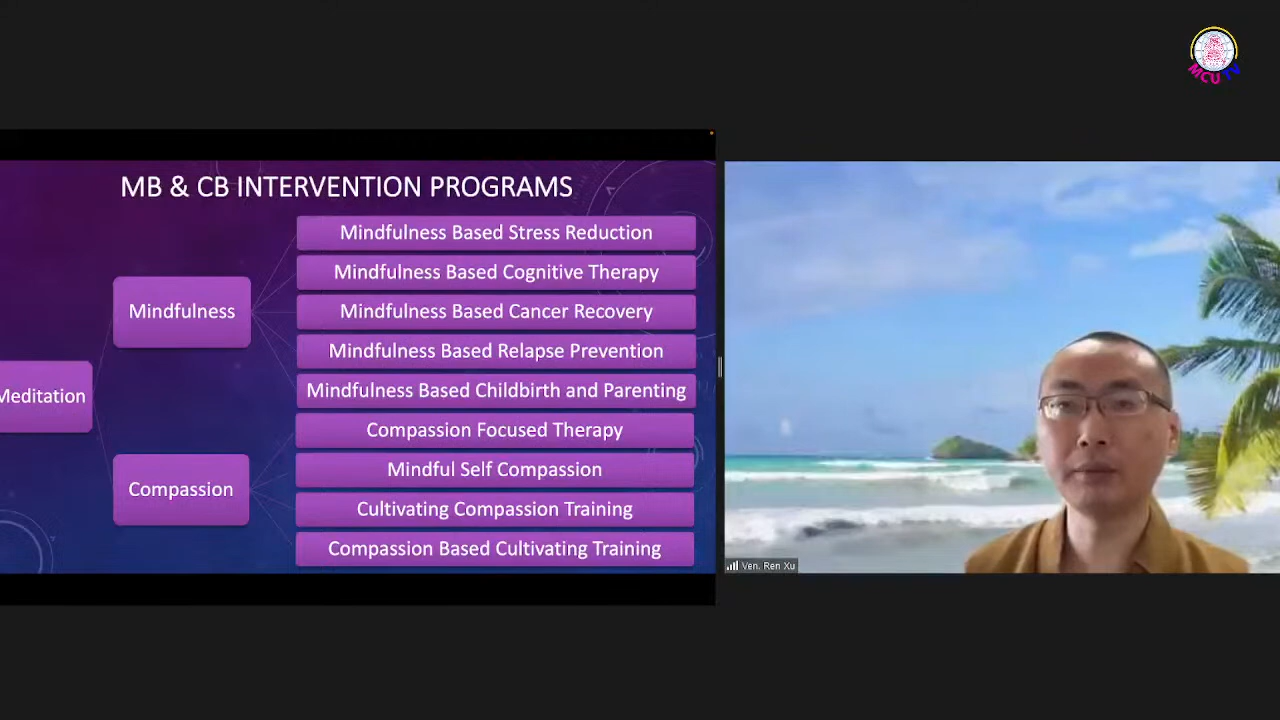 MCU TV
MB & CB INTERVENTION PROGRAMS
Meditation
Mindfulness
Mindfulness Based Stress Reduction
Mindfulness Based Cognitive Therapy
Mindfulness Based Cancer Recovery
Mindfulness Based Relapse Prevention
Mindfulness Based Childbirth and Parenting
Compassion
Compassion Focused Therapy
Mindful Self Compassion
Cultivating Compassion Training
Compassion Based Cultivating Training
Ven. Ren Xu